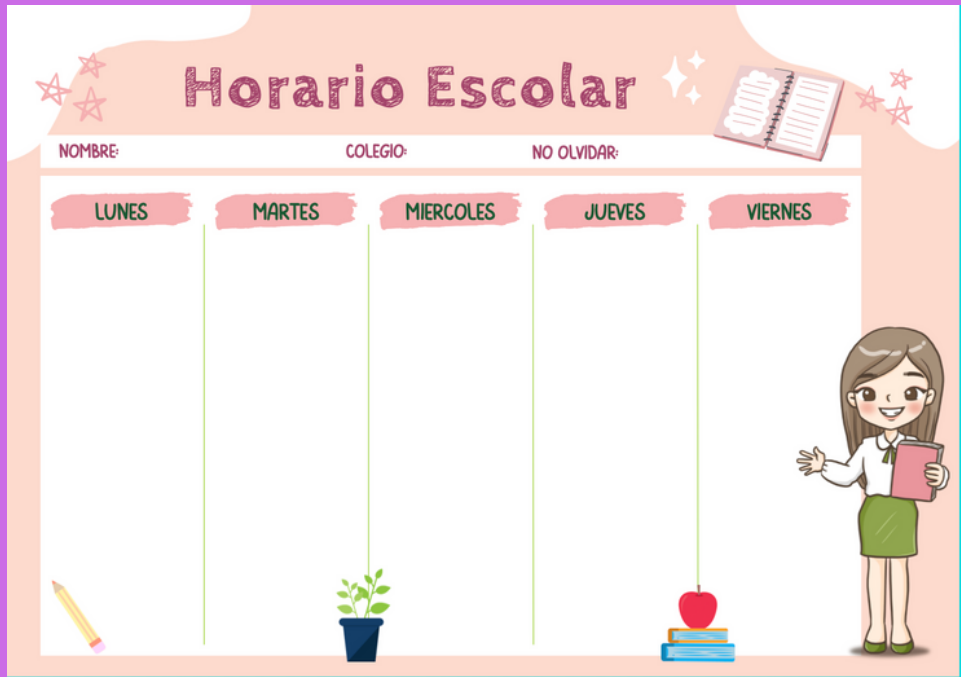 Horario Escolar
NOMBRE: COLEGIO: NO OLVIDAR:
LUNES MARTES MIERCOLES JUEVES VIERNES